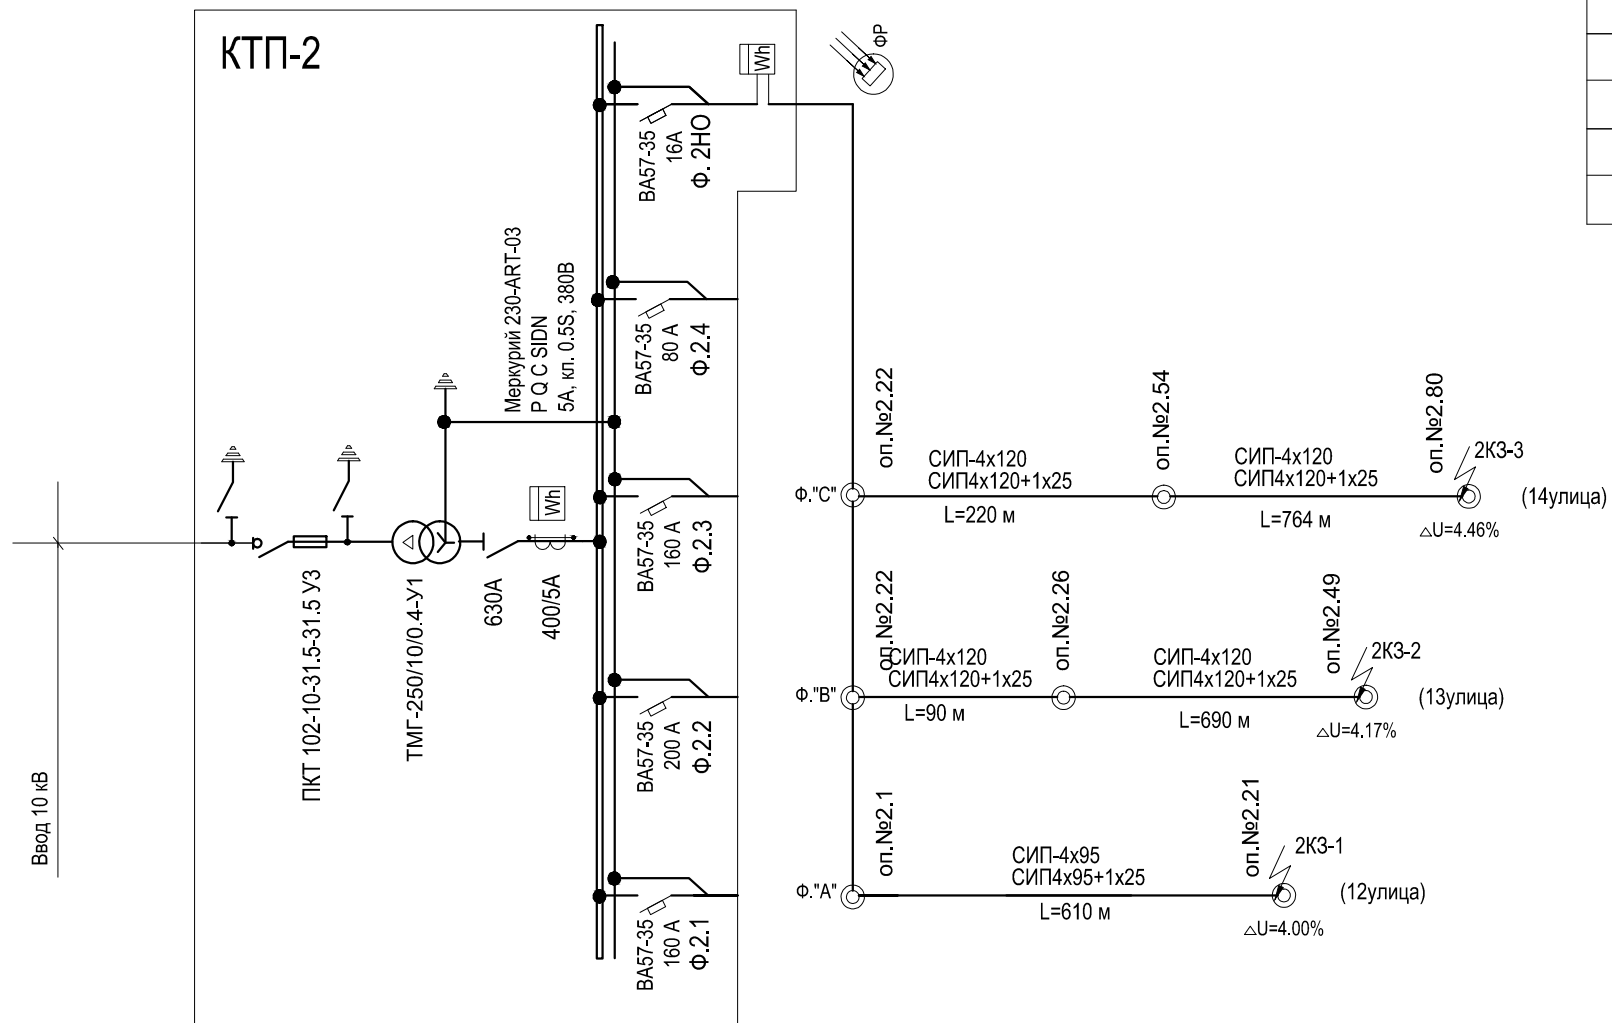 КТП-2
Wh
ФР
ВА57-35
16А
Ф. 2НО
Меркурий 230-ART-03
P Q C SIDN
5А, кл. 0.5S, 380В
ВА57-35
80 А
Ф.2.4
Wh
ВА57-35
160 А
Ф.2.3
ВА57-35
200 А
Ф.2.2
ВА57-35
160 А
Ф.2.1
Ввод 10 кВ
ПКТ 102-10-31.5-31.5 У3
ТМГ-250/10/0.4-У1
630А
400/5А
Ф."С"
оп.№2.22
СИП-4х120
СИП4х120+1х25
L=220 м
оп.№2.54
СИП-4х120
СИП4х120+1х25
L=764 м
оп.№2.80
2КЗ-3
(14улица)
△U=4.46%
Ф."В"
оп.№2.22
СИП-4х120
СИП4х120+1х25
L=90 м
оп.№2.26
СИП-4х120
СИП4х120+1х25
L=690 м
оп.№2.49
2КЗ-2
(13улица)
△U=4.17%
Ф."А"
оп.№2.1
СИП-4х95
СИП4х95+1х25
L=610 м
оп.№2.21
2КЗ-1
(12улица)
△U=4.00%